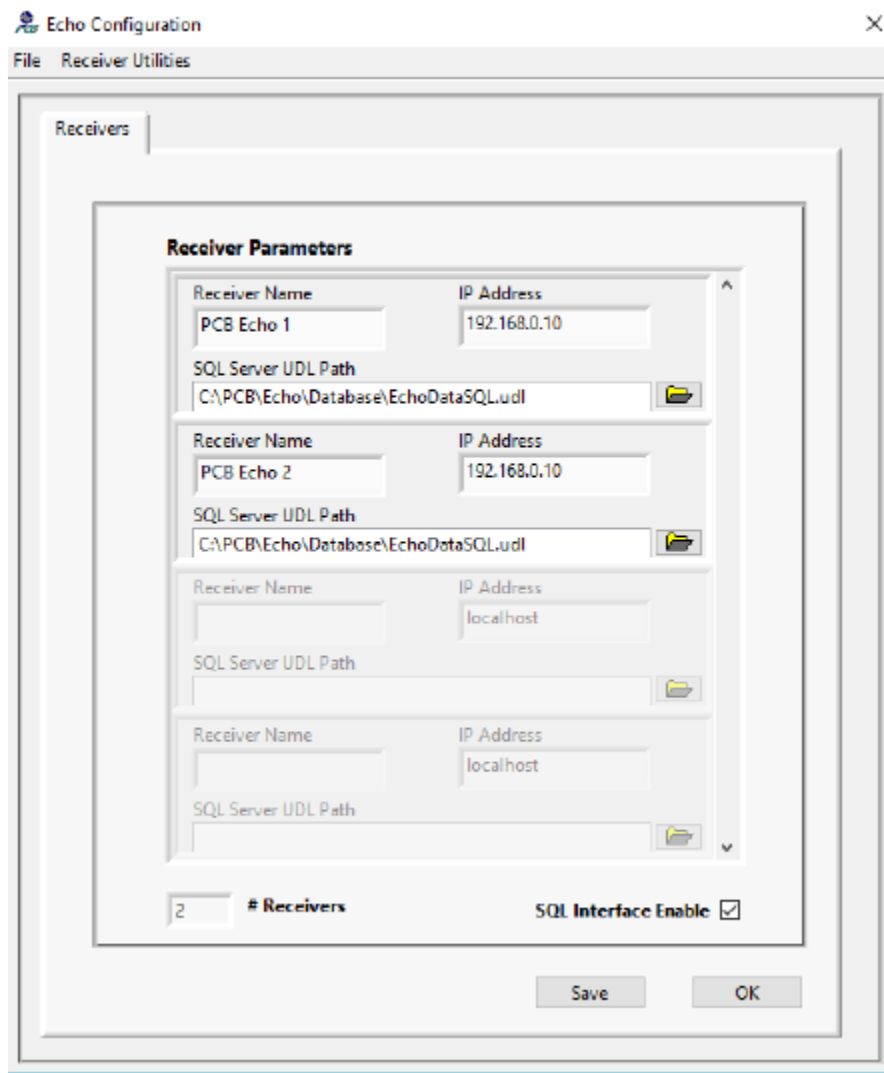 Echo Configuration
File Receiver Utilities
Receivers
Receiver Parameters
Receiver Name IP Address
PCB Echo 1 192.168.0.10
SQL Server UDL Path
C:\PCB\Echo\Database\EchoDataSQL.udl
Receiver Name IP Address
PCB Echo 2 192.168.0.10
SQL Server UDL Path
C:\PCB\Echo\Database\EchoDataSQL.udl
Receiver Name IP Address
localhost
SQL Server UDL Path
Receiver Name IP Address
localhost
SQL Server UDL Path
2 # Receivers SQL Interface Enable
Save OK